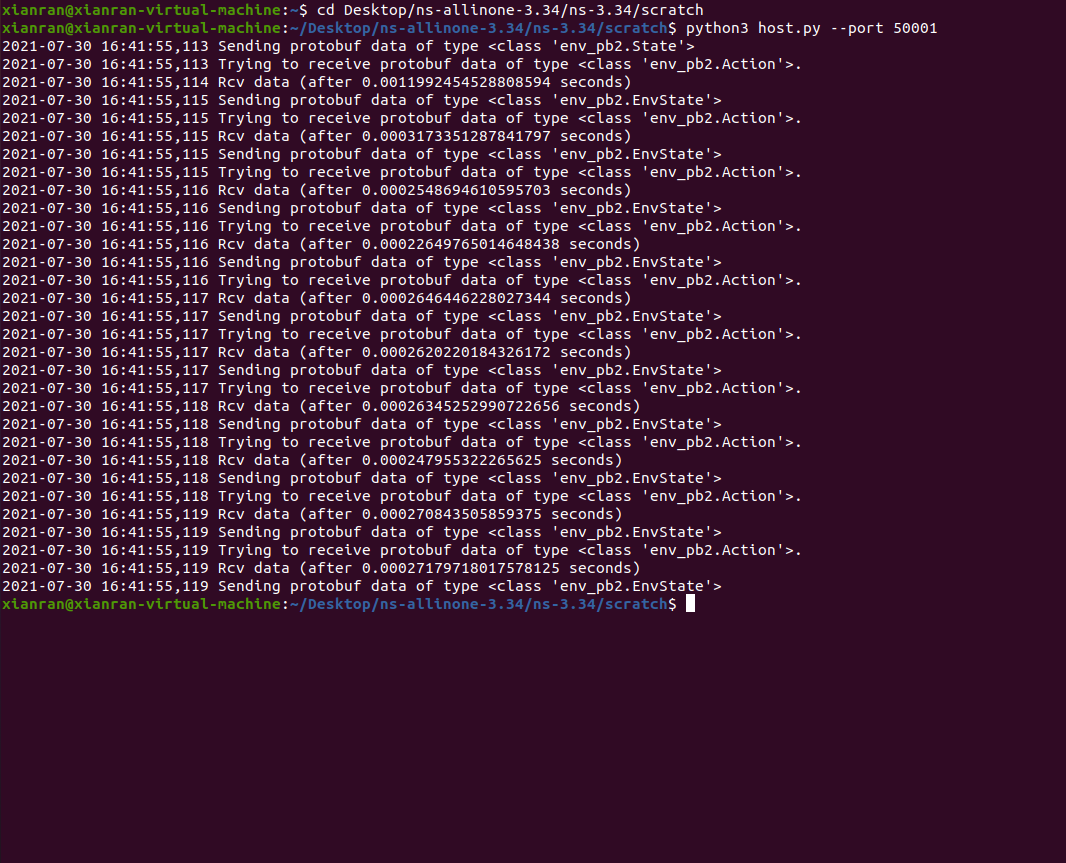 xianran@xianran-virtual-machine:~$ cd Desktop/ns-allinone-3.34/ns-3.34/scratch
xianran@xianran-virtual-machine:~/Desktop/ns-allinone-3.34/ns-3.34/scratch$ python3 host.py --port 50001
2021-07-30 16:41:55,113 Sending protobuf data of type <class 'env_pb2.State'>
2021-07-30 16:41:55,113 Trying to receive protobuf data of type <class 'env_pb2.Action'>.
2021-07-30 16:41:55,114 Rcv data (after 0.0011992454528808594 seconds)
2021-07-30 16:41:55,115 Sending protobuf data of type <class 'env_pb2.EnvState'>
2021-07-30 16:41:55,115 Trying to receive protobuf data of type <class 'env_pb2.Action'>.
2021-07-30 16:41:55,115 Rcv data (after 0.0003173351287841797 seconds)
2021-07-30 16:41:55,115 Sending protobuf data of type <class 'env_pb2.EnvState'>
2021-07-30 16:41:55,115 Trying to receive protobuf data of type <class 'env_pb2.Action'>.
2021-07-30 16:41:55,116 Rcv data (after 0.0002548694610595703 seconds)
2021-07-30 16:41:55,116 Sending protobuf data of type <class 'env_pb2.EnvState'>
2021-07-30 16:41:55,116 Trying to receive protobuf data of type <class 'env_pb2.Action'>.
2021-07-30 16:41:55,116 Rcv data (after 0.00022649765014648438 seconds)
2021-07-30 16:41:55,116 Sending protobuf data of type <class 'env_pb2.EnvState'>
2021-07-30 16:41:55,116 Trying to receive protobuf data of type <class 'env_pb2.Action'>.
2021-07-30 16:41:55,117 Rcv data (after 0.0002646446228027344 seconds)
2021-07-30 16:41:55,117 Sending protobuf data of type <class 'env_pb2.EnvState'>
2021-07-30 16:41:55,117 Trying to receive protobuf data of type <class 'env_pb2.Action'>.
2021-07-30 16:41:55,117 Rcv data (after 0.0002620220184326172 seconds)
2021-07-30 16:41:55,117 Sending protobuf data of type <class 'env_pb2.EnvState'>
2021-07-30 16:41:55,117 Trying to receive protobuf data of type <class 'env_pb2.Action'>.
2021-07-30 16:41:55,118 Rcv data (after 0.00026345252990722656 seconds)
2021-07-30 16:41:55,118 Sending protobuf data of type <class 'env_pb2.EnvState'>
2021-07-30 16:41:55,118 Trying to receive protobuf data of type <class 'env_pb2.Action'>.
2021-07-30 16:41:55,118 Rcv data (after 0.000247955322265625 seconds)
2021-07-30 16:41:55,118 Sending protobuf data of type <class 'env_pb2.EnvState'>
2021-07-30 16:41:55,118 Trying to receive protobuf data of type <class 'env_pb2.Action'>.
2021-07-30 16:41:55,119 Rcv data (after 0.000270843505859375 seconds)
2021-07-30 16:41:55,119 Sending protobuf data of type <class 'env_pb2.EnvState'>
2021-07-30 16:41:55,119 Trying to receive protobuf data of type <class 'env_pb2.Action'>.
2021-07-30 16:41:55,119 Rcv data (after 0.00027179718017578125 seconds)
2021-07-30 16:41:55,119 Sending protobuf data of type <class 'env_pb2.EnvState'>
xianran@xianran-virtual-machine:~/Desktop/ns-allinone-3.34/ns-3.34/scratch$